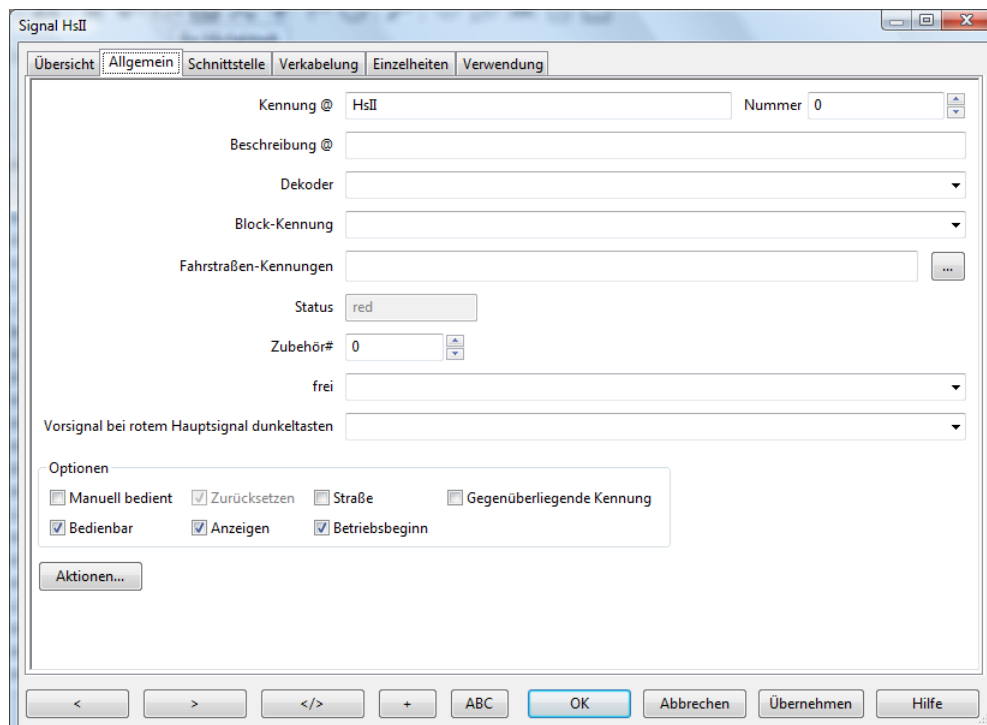 Signal HsII
Übersicht Allgemein Schnittstelle Verkabelung Einzelheiten Verwendung
Kennung @ HsII Nummer 0
Beschreibung @
Dekoder
Block-Kennung
Fahrstraßen-Kennungen ...
Status red
Zubehör# 0
frei
Vorsignal bei rotem Hauptsignal dunkeltasten
Optionen
Manuell bedient Zurücksetzen Straße Gegenüberliegende Kennung
Bedienbar Anzeigen Betriebsbeginn
Aktionen...
< > </> + ABC OK Abbrechen Übernehmen Hilfe